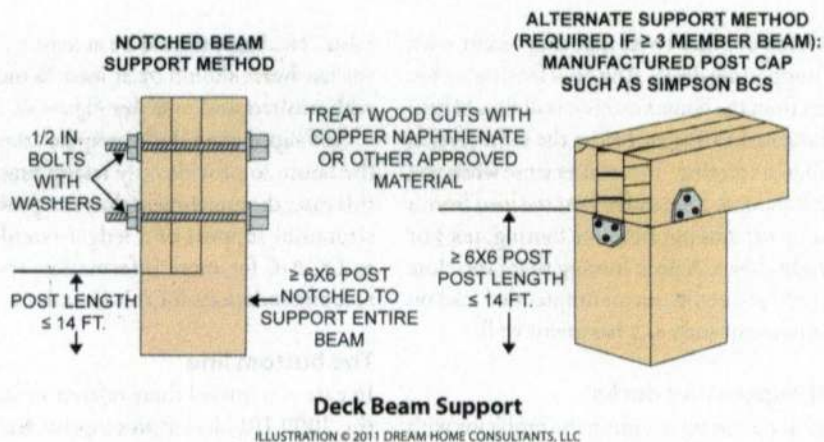 NOTCHED BEAM
SUPPORT METHOD
1/2 IN
BOLTS
WITH
WASHERS
TREAT WOOD CUTS WITH
COPPER NAPHTHENATE
OR OTHER APPROVED
MATERIAL
POST LENGTH
≤ 14 FT.
≥ 6X6 POST
NOTCHED TO
SUPPORT ENTIRE
BEAM
ALTERNATE SUPPORT METHOD
(REQUIRED IF ≥ 3 MEMBER BEAM):
MANUFACTURED POST CAP
SUCH AS SIMPSON BCS
≥ 6X6 POST
POST LENGTH
≤ 14 FT.
Deck Beam Support
ILLUSTRATION © 2011 DREAM HOME CONSULTANTS, LLC